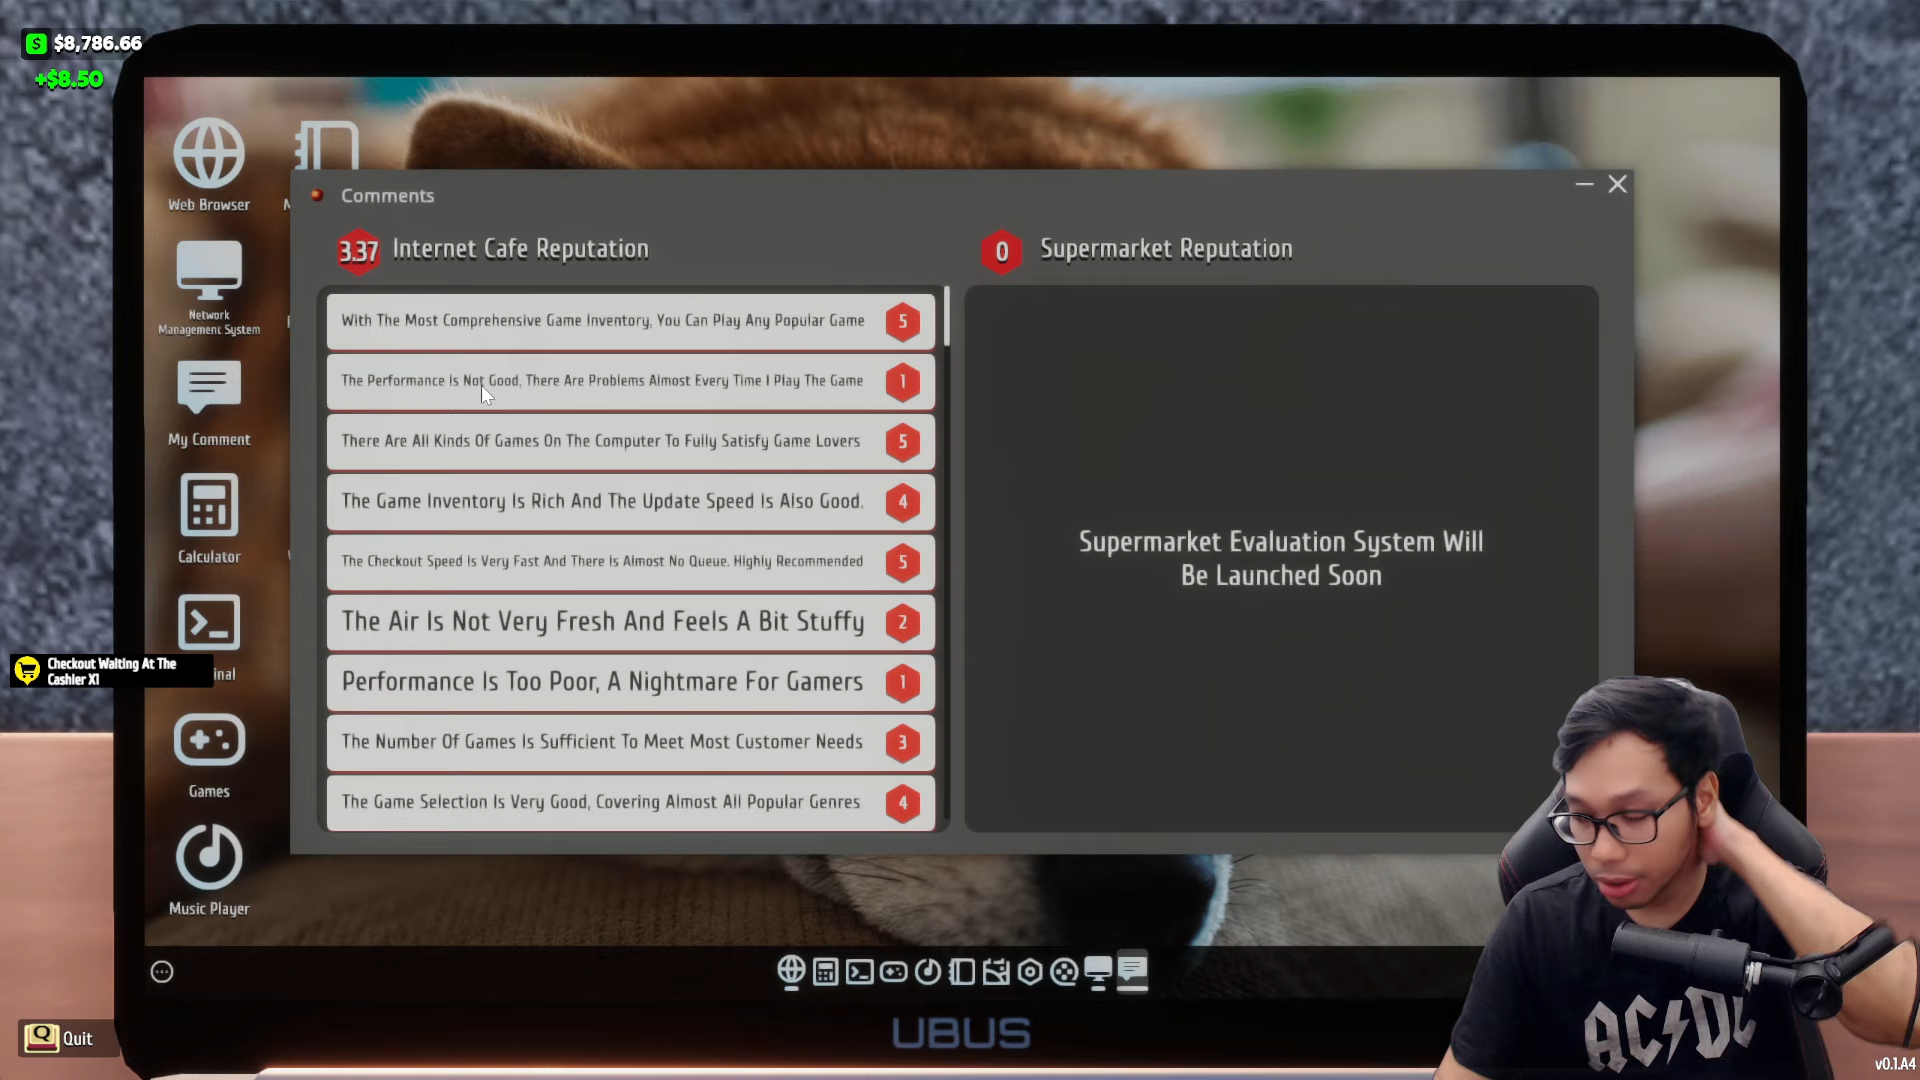 $ $8,786.66
+$8.50
Web Browser
Network
Management System
My Comment
Calculator
Checkout Waiting At The
Cashier X1
inal
Games
Music Player
Comments
3.37 Internet Cafe Reputation
0 Supermarket Reputation
With The Most Comprehensive Game Inventory, You Can Play Any Popular Game 5
The Performance Is Not Good, There Are Problems Almost Every Time I Play The Game 1
There Are All Kinds Of Games On The Computer To Fully Satisfy Game Lovers 5
The Game Inventory Is Rich And The Update Speed Is Also Good. 4
The Checkout Speed Is Very Fast And There Is Almost No Queue. Highly Recommended 5
The Air Is Not Very Fresh And Feels A Bit Stuffy 2
Performance Is Too Poor, A Nightmare For Gamers 1
The Number Of Games Is Sufficient To Meet Most Customer Needs 3
The Game Selection Is Very Good, Covering Almost All Popular Genres 4
Supermarket Evaluation System Will
Be Launched Soon
UBUS
Q Quit
AC DC
v0.1.A4